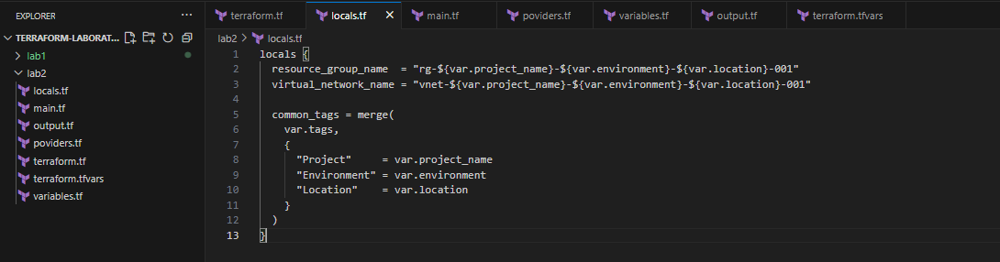 EXPLORER
···
TERRAFORM-LABORAT...
lab1
lab2
locals.tf
main.tf
output.tf
poviders.tf
terraform.tf
terraform.tfvars
variables.tf
terraform.tf
locals.tf
main.tf
poviders.tf
variables.tf
output.tf
terraform.tfvars
lab2 > locals.tf
1 locals {
2   resource_group_name  = "rg-${var.project_name}-${var.environment}-${var.location}-001"
3   virtual_network_name = "vnet-${var.project_name}-${var.environment}-${var.location}-001"
4
5   common_tags = merge(
6     var.tags,
7     {
8       "Project"     = var.project_name
9       "Environment" = var.environment
10       "Location"    = var.location
11     }
12   )
13 }